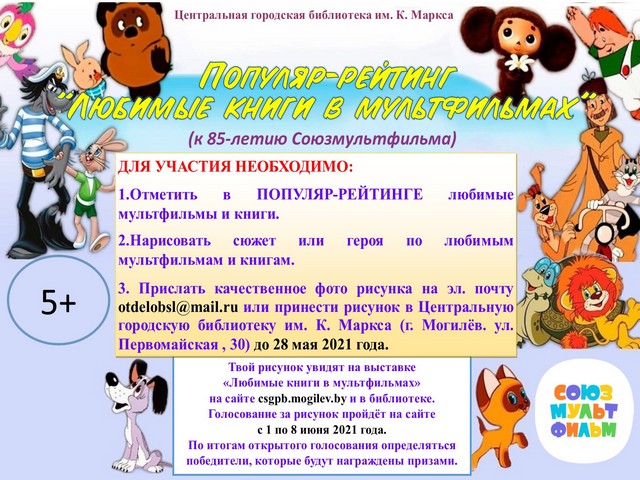 Центральная городская библиотека им. К. Маркса
Популяр-рейтинг
"Любимые книги в мультфильмах"
(к 85-летию Союзмультфильма)
ДЛЯ УЧАСТИЯ НЕОБХОДИМО:
1.Отметить в ПОПУЛЯР-РЕЙТИНГЕ любимые
мультфильмы и книги.
2.Нарисовать сюжет или героя по любимым
мультфильмам и книгам.
3. Прислать качественное фото рисунка на эл. почту
otdelobsl@mail.ru или принести рисунок в Центральную
городскую библиотеку им. К. Маркса (г. Могилёв. ул.
Первомайская , 30) до 28 мая 2021 года.
5+
Твой рисунок увидят на выставке
«Любимые книги в мультфильмах»
на сайте csgpb.mogilev.by и в библиотеке.
Голосование за рисунок пройдёт на сайте
с 1 по 8 июня 2021 года.
По итогам открытого голосования определяться
победители, которые будут награждены призами.
СОЮЗ
МУЛЬТ
ФИЛЬМ